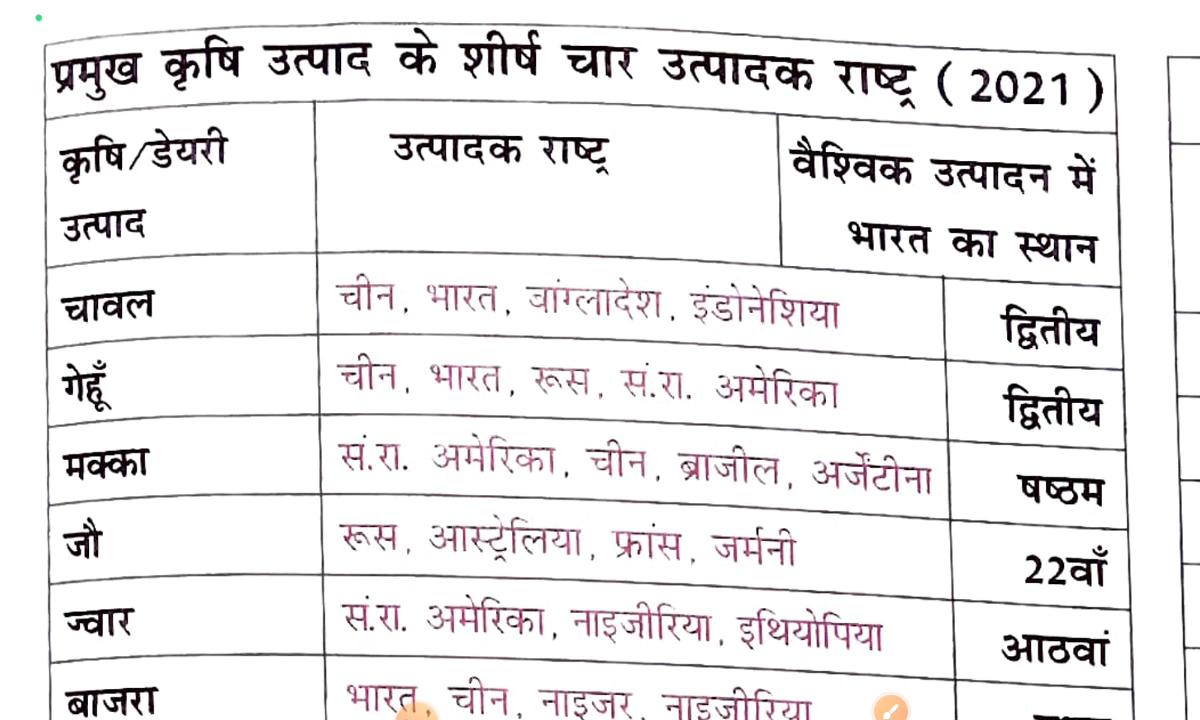 प्रमुख कृषि उत्पाद के शीर्ष चार उत्पादक राष्ट्र ( 2021 )
कृषि/डेयरी उत्पाद
उत्पादक राष्ट्र
वैश्विक उत्पादन में भारत का स्थान
चावल चीन, भारत, बांग्लादेश, इंडोनेशिया द्वितीय
गेहूँ चीन, भारत, रूस, सं.रा. अमेरिका द्वितीय
मक्का सं.रा. अमेरिका, चीन, ब्राजील, अर्जेंटीना षष्ठम
जौ रूस, आस्ट्रेलिया, फ्रांस, जर्मनी 22वाँ
ज्वार सं.रा. अमेरिका, नाइजीरिया, इथियोपिया आठवां
बाजरा भारत, चीन, नाइजर, नाइजीरिया